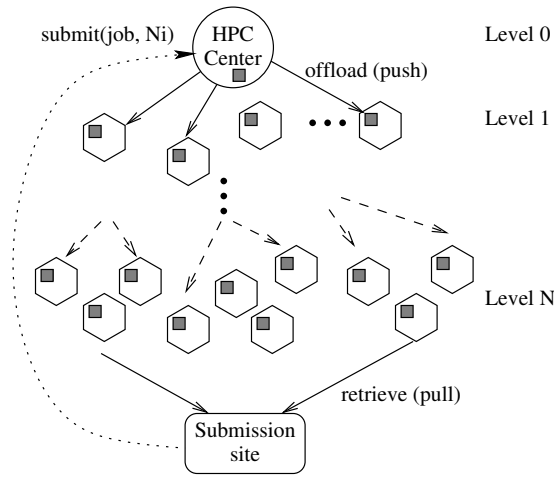 submit(job, Ni)
HPC
Center
Level 0
offload (push)
Level 1
Level N
retrieve (pull)
Submission
site